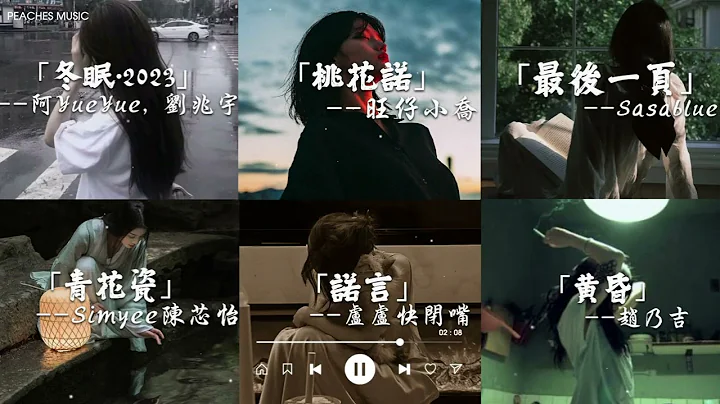 PEACHES MUSIC
「冬眠·2023」
——阿YueYue, 劉兆宇
「桃花諾」
——旺仔小喬
「最後一頁」
——Sasablue
「青花瓷」
——Simyee陳芯怡
「諾言」
——盧盧快閉嘴
02:08
「黄昏」
——趙乃吉